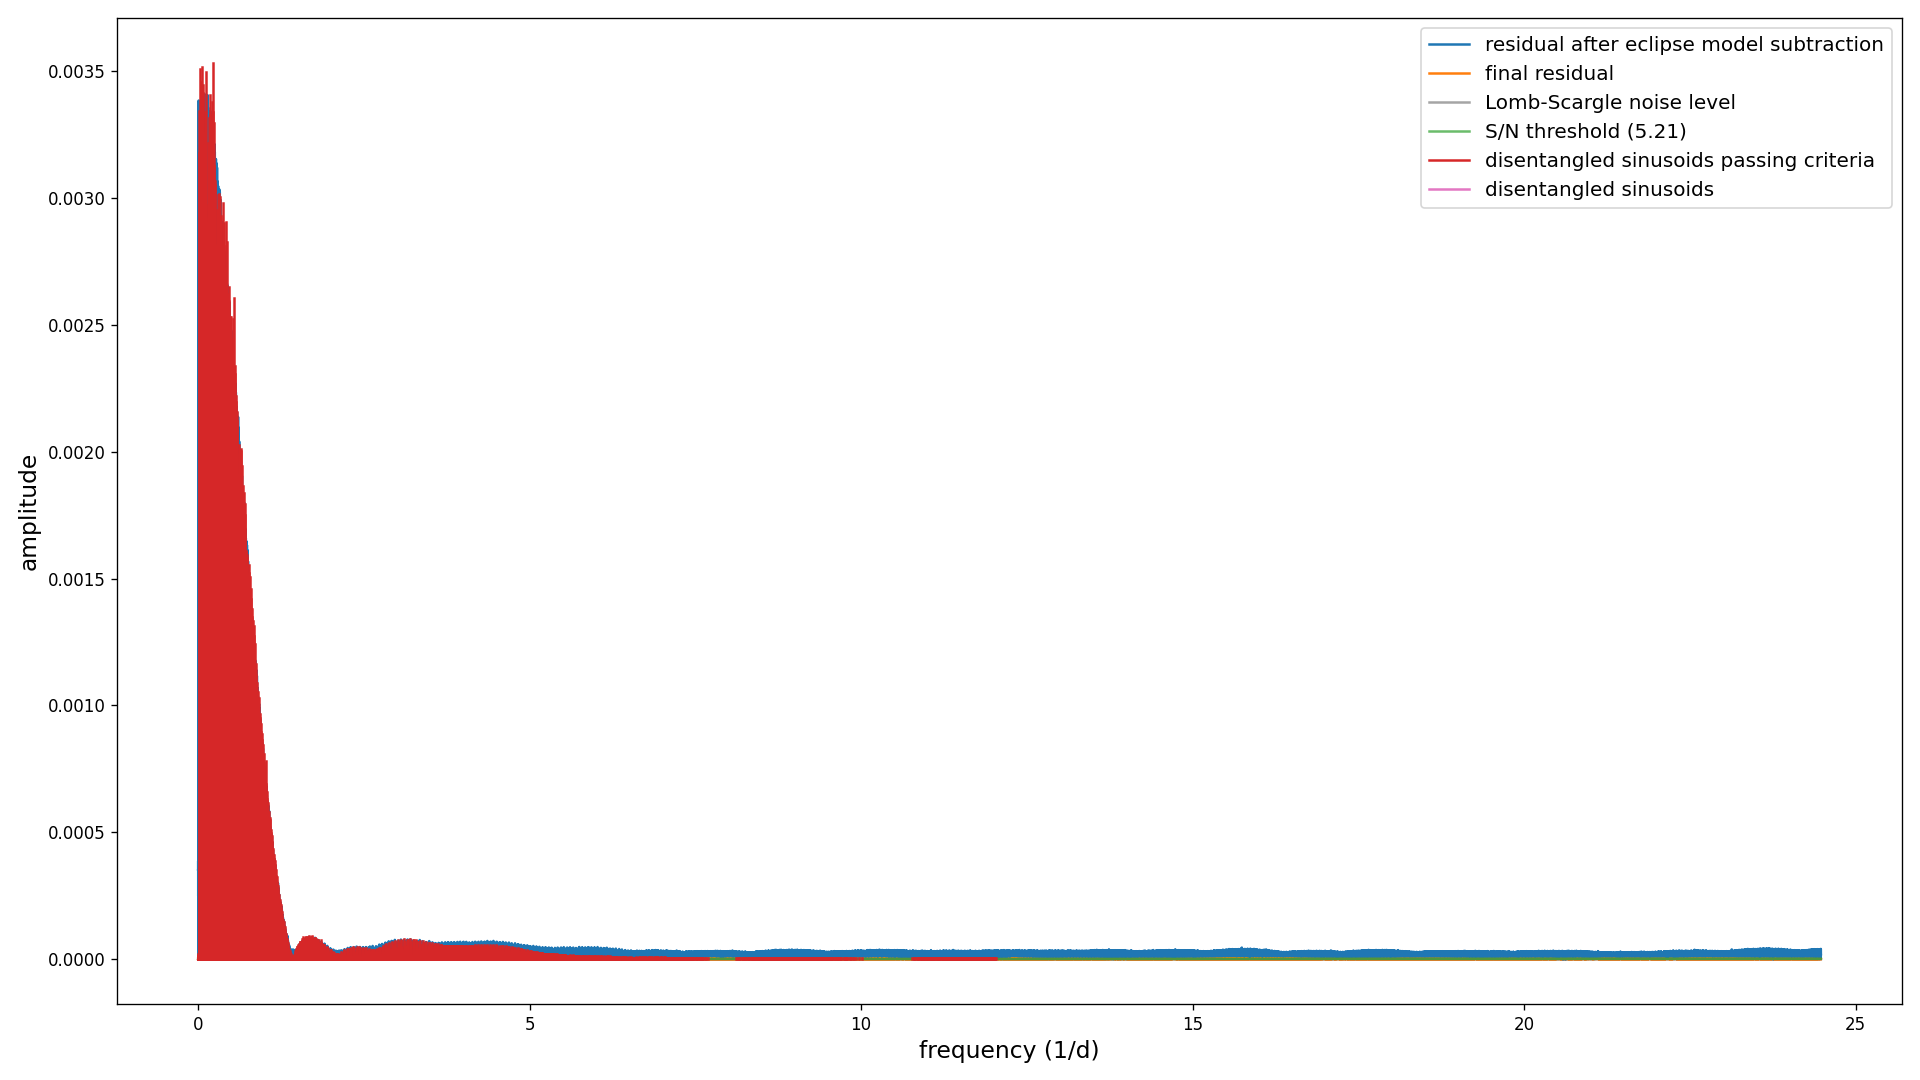 residual after eclipse model subtraction
final residual
Lomb-Scargle noise level
S/N threshold (5.21)
disentangled sinusoids passing criteria
disentangled sinusoids
0.0035
0.0030
0.0025
0.0020
0.0015
0.0010
0.0005
0.0000
amplitude
0 5 10 15 20 25
frequency (1/d)